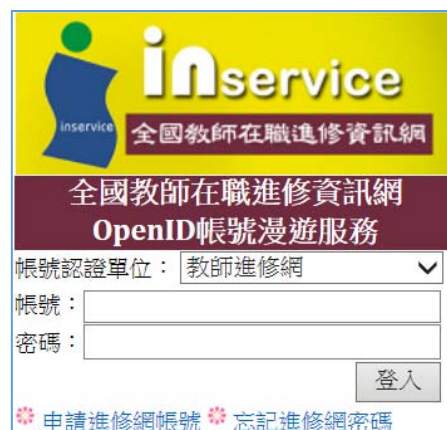 inservice
inservice
全國教師在職進修資訊網
全國教師在職進修資訊網
OpenID帳號漫遊服務
帳號認證單位： 教師進修網
帳號：
密碼：
登入
申請進修網帳號 忘記進修網密碼